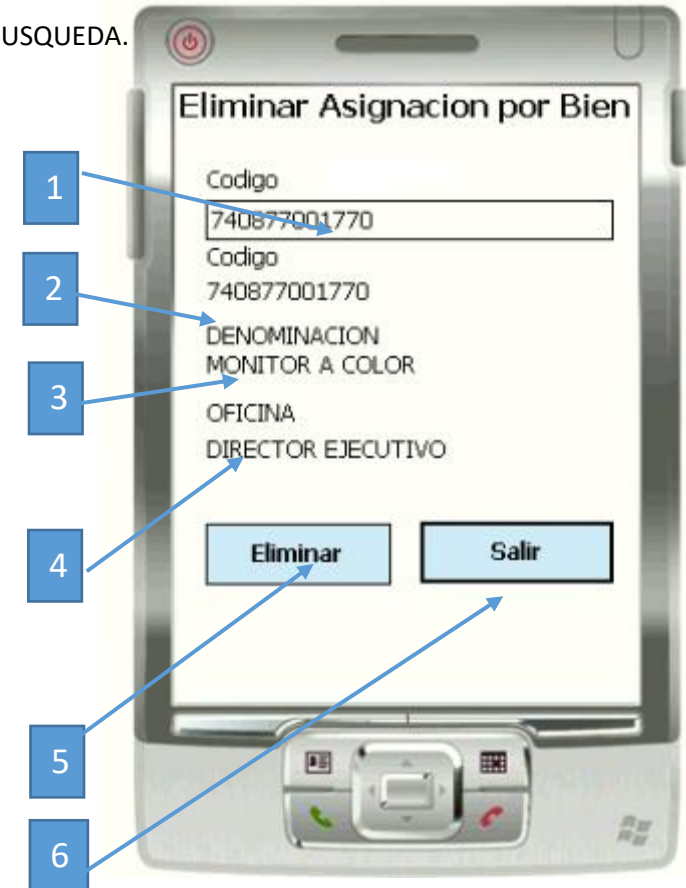 USQUEDA.
Eliminar Asignacion por Bien
1
Codigo
740877001770
Codigo
2
740877001770
DENOMINACION
MONITOR A COLOR
3
OFICINA
DIRECTOR EJECUTIVO
4
Eliminar
Salir
5
6